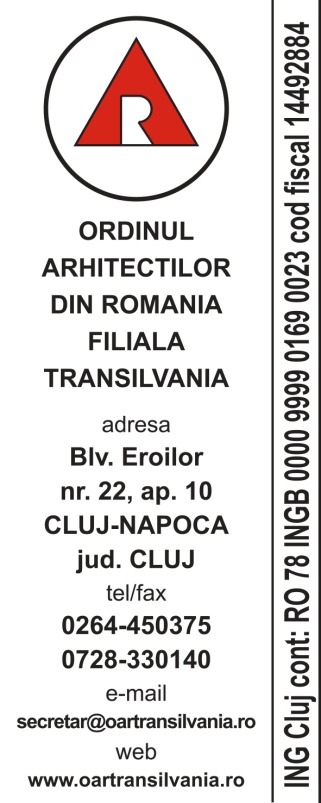 R
ORDINUL
ARHITECTILOR
DIN ROMANIA
FILIALA
TRANSILVANIA
adresa
Blv. Eroilor
nr. 22, ap. 10
CLUJ-NAPOCA
jud. CLUJ
tel/fax
0264-450375
0728-330140
e-mail
secretar@oartransilvania.ro
web
www.oartransilvania.ro
ING Cluj cont: RO 78 INGB 0000 9999 0169 0023 cod fiscal 14492884